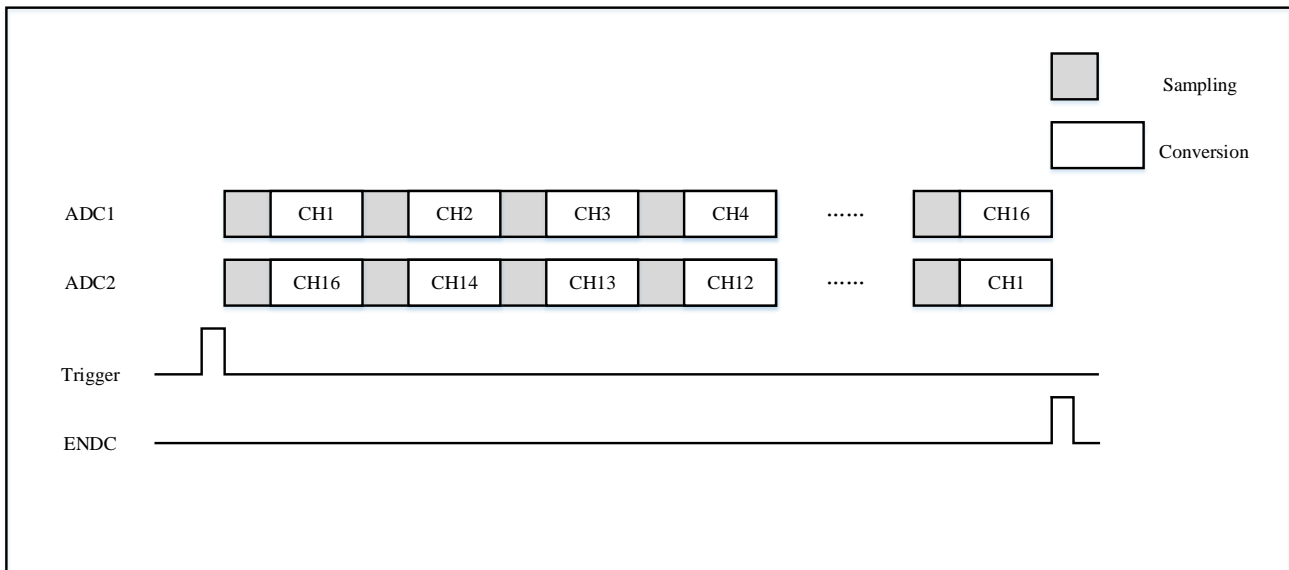 Sampling
Conversion
ADC1 CH1 CH2 CH3 CH4 ...... CH16
ADC2 CH16 CH14 CH13 CH12 ...... CH1
Trigger
ENDC